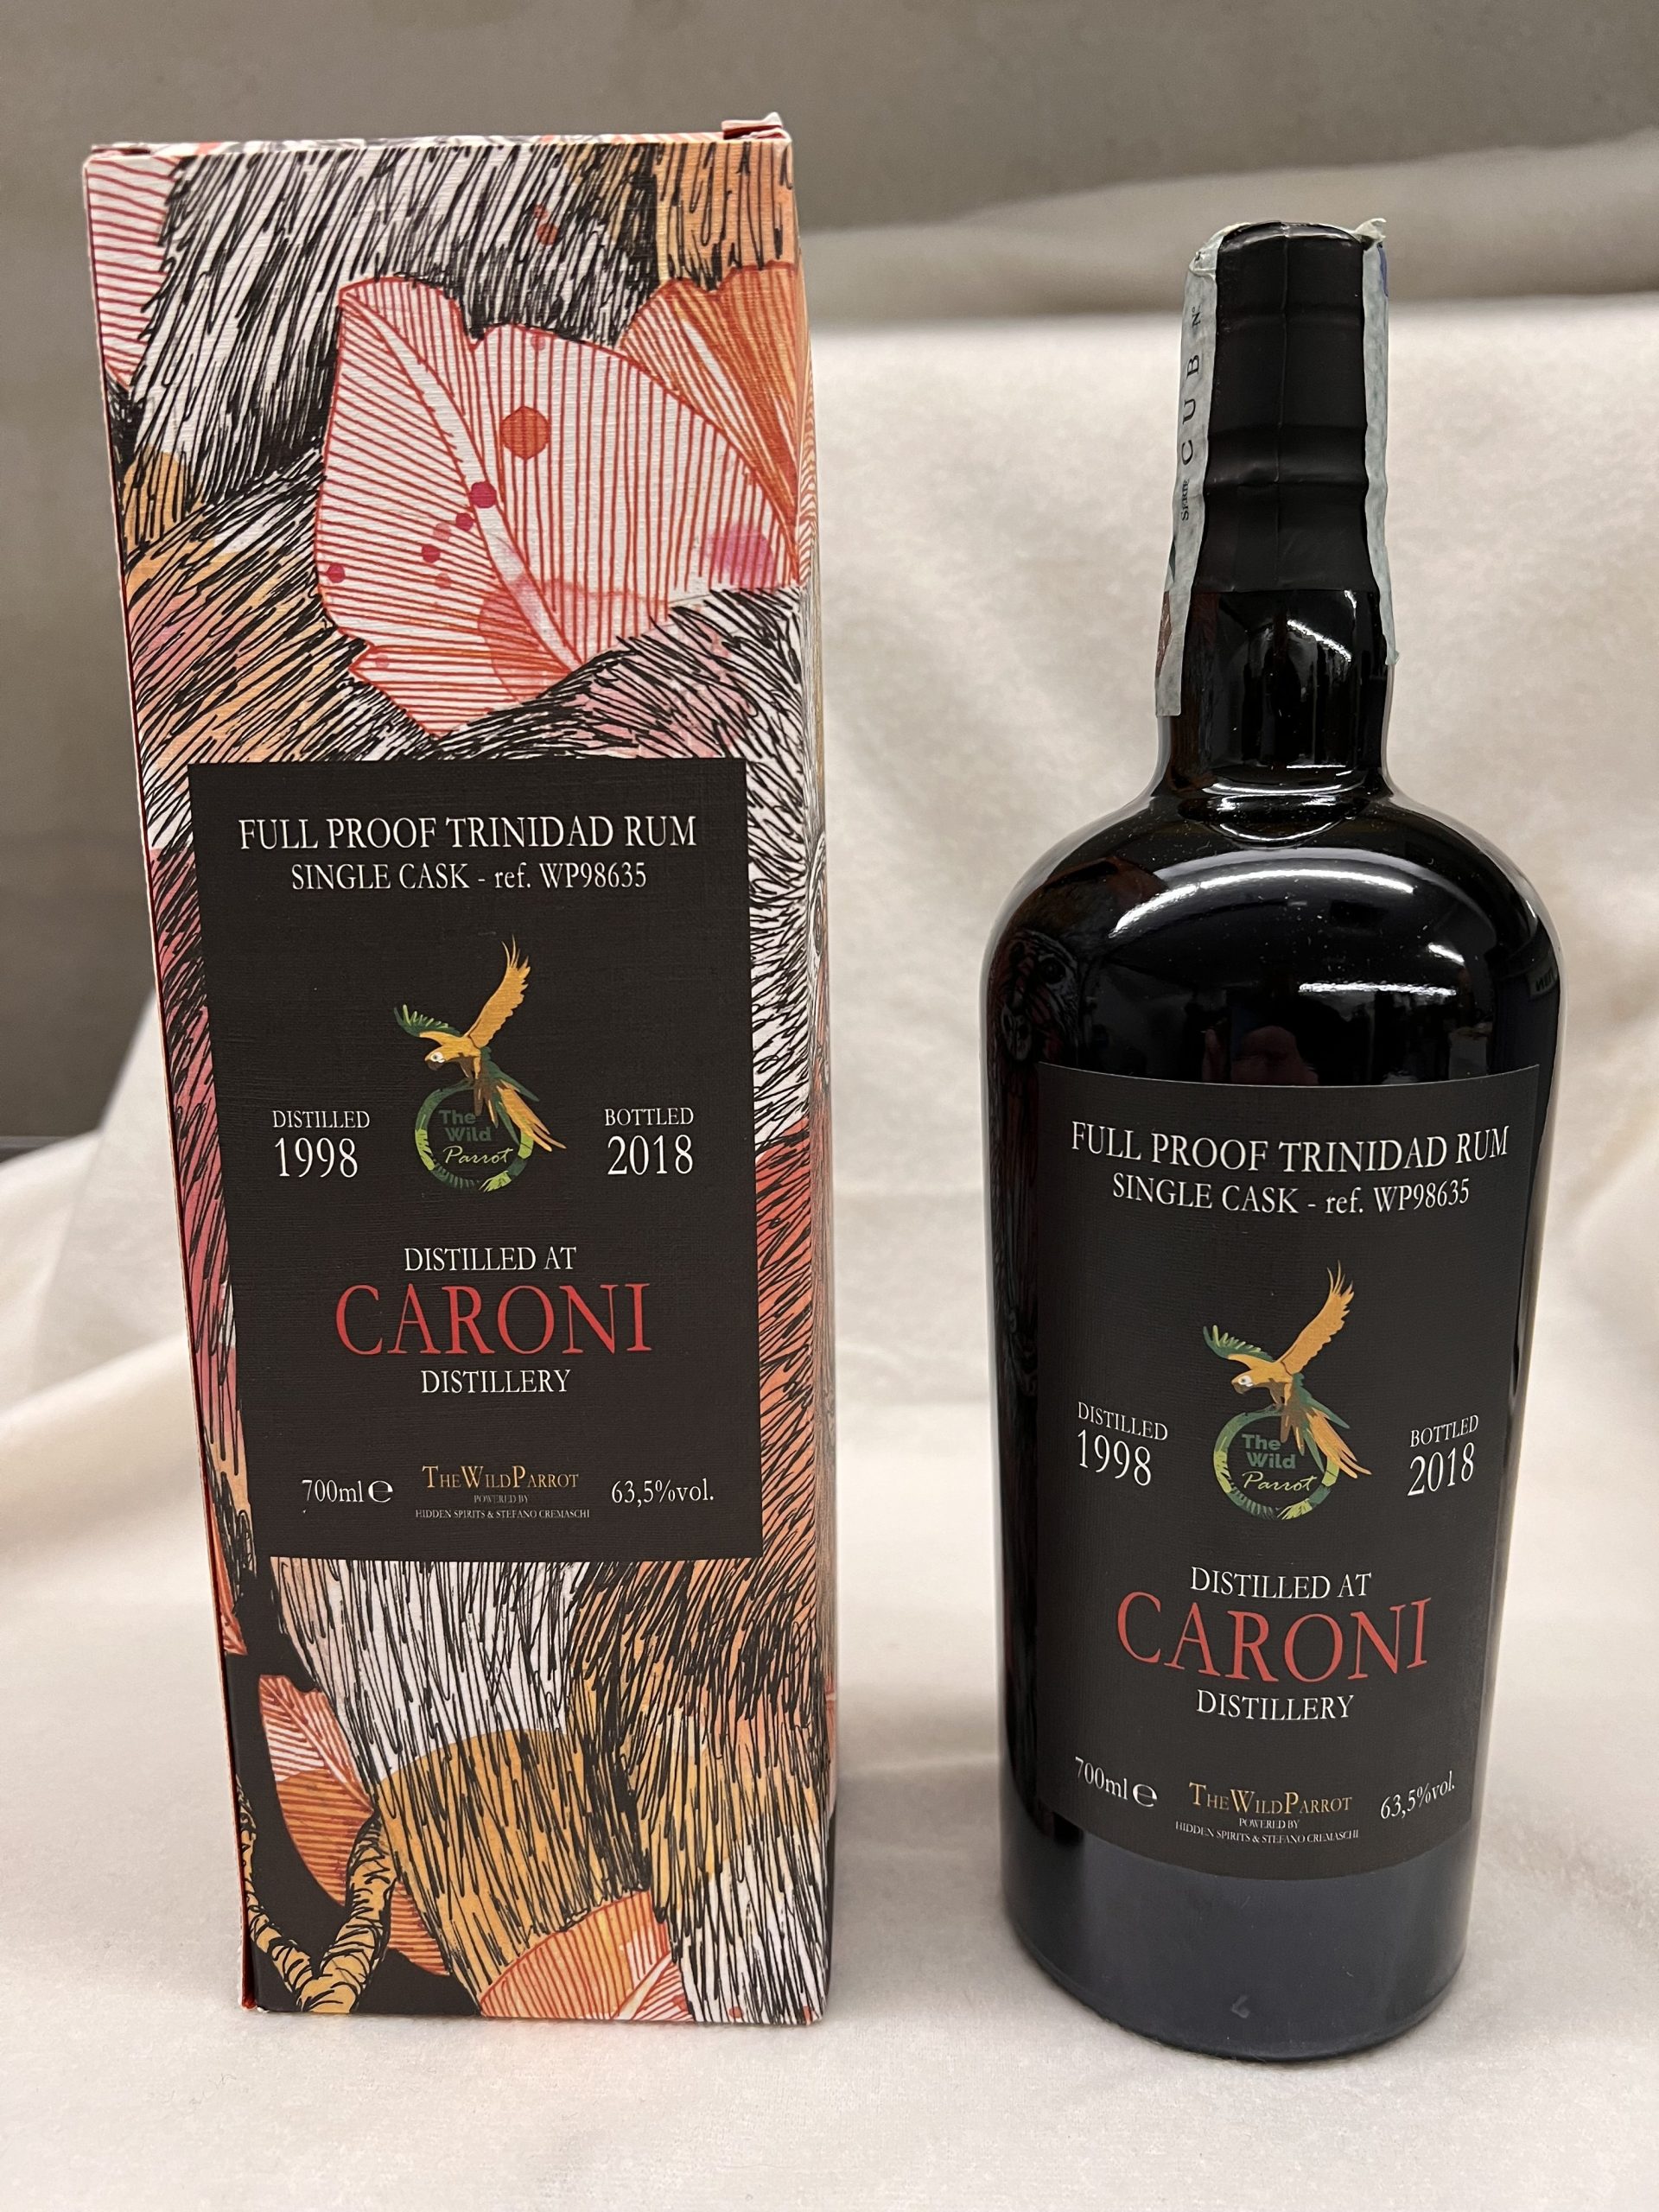 FULL PROOF TRINIDAD RUM
SINGLE CASK - ref. WP98635
The
Wild
Parrot
DISTILLED
1998
BOTTLED
2018
DISTILLED AT
CARONI
DISTILLERY
700ml e
THEWILDPARROT
POWERED BY
HIDDEN SPIRITS & STEFANO CREMASCHI
63,5%vol.
SERIE CUB N°
FULL PROOF TRINIDAD RUM
SINGLE CASK - ref. WP98635
The
Wild
Parrot
DISTILLED
1998
BOTTLED
2018
DISTILLED AT
CARONI
DISTILLERY
700ml e
THEWILDPARROT
POWERED BY
HIDDEN SPIRITS & STEFANO CREMASCHI
63,5%vol.